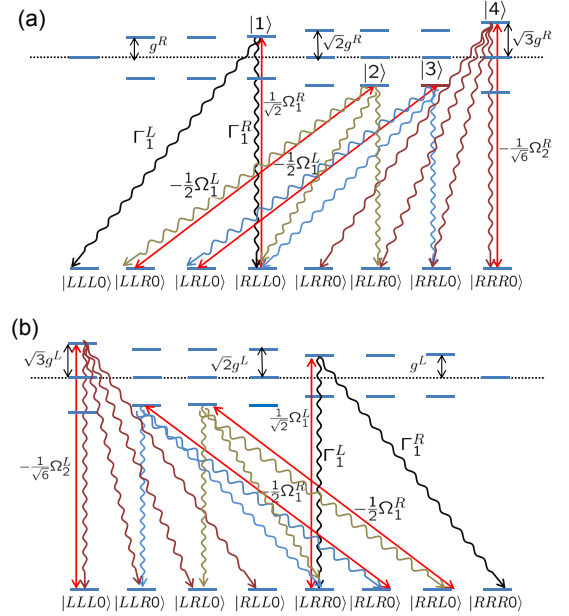 (a)
|1⟩
|4⟩
g^R
√2g^R
√3g^R
|2⟩ |3⟩
1/√2 Ω_1^R
Γ_1^L
Γ_1^R
−1/2 Ω_1^L
−1/2 Ω_1^L
−1/√6 Ω_2^R
|LLL0⟩ |LLR0⟩ |LRL0⟩ |RLL0⟩ |LRR0⟩ |RLR0⟩ |RRL0⟩ |RRR0⟩
(b)
√3g^L
√2g^L
g^L
1/√2 Ω_1^L
Γ_1^L
Γ_1^R
−1/√6 Ω_2^L
−1/2 Ω_1^R
−1/2 Ω_1^R
|LLL0⟩ |LLR0⟩ |LRL0⟩ |RLL0⟩ |LRR0⟩ |RLR0⟩ |RRL0⟩ |RRR0⟩